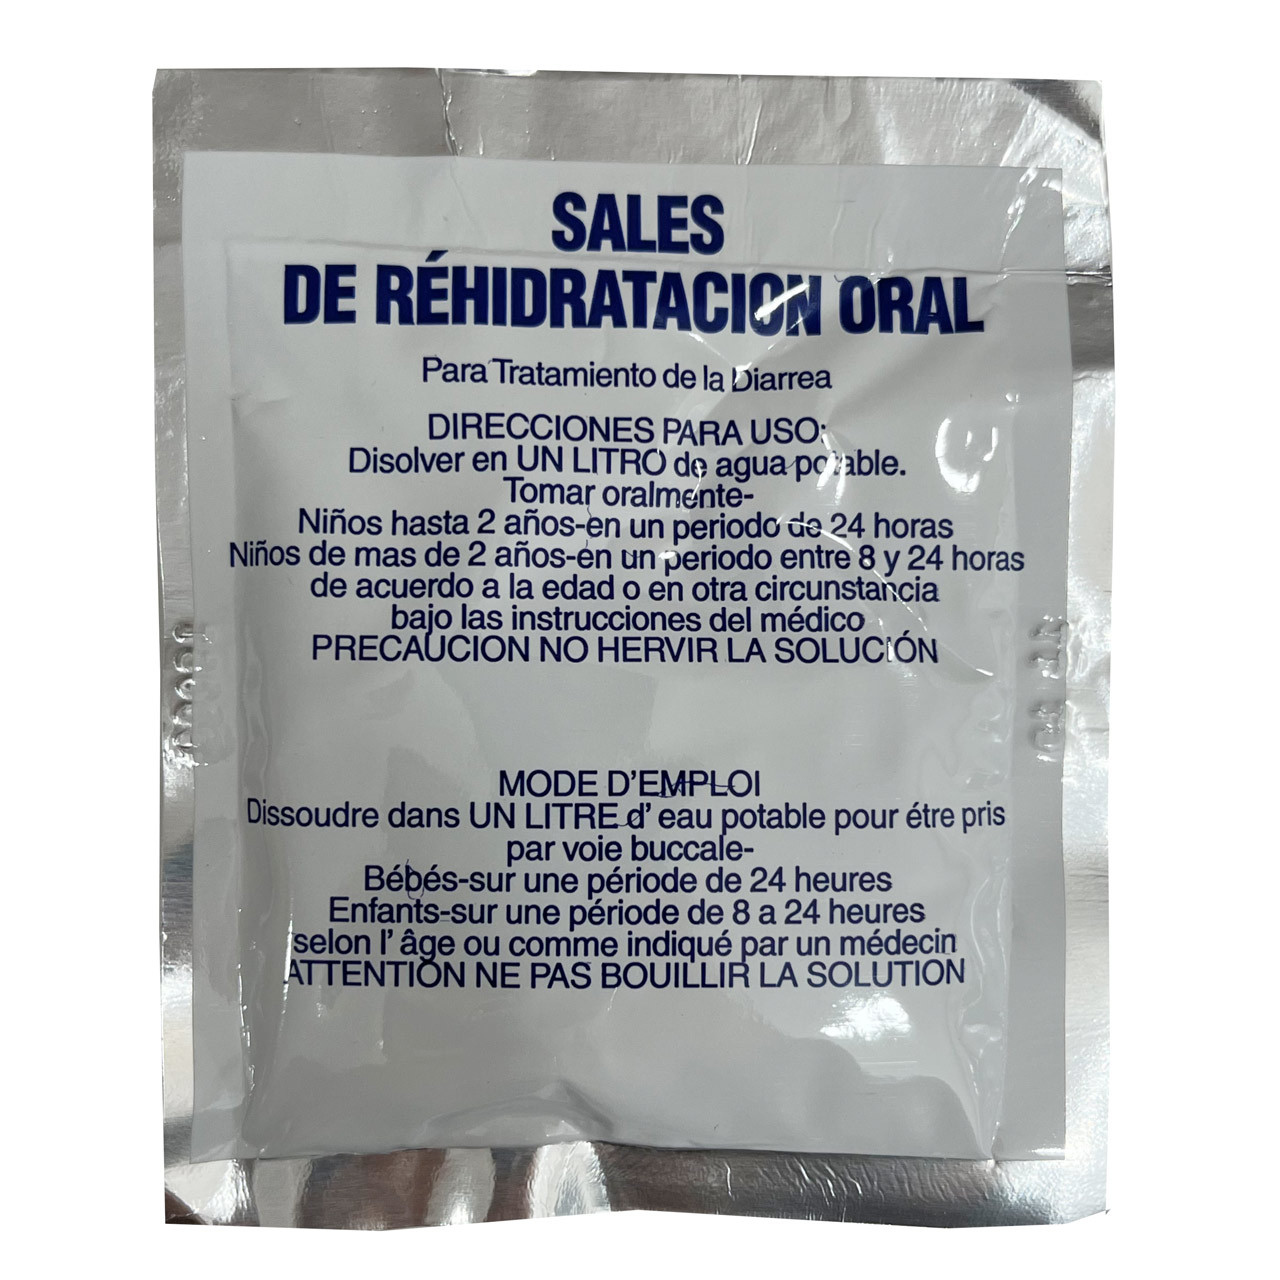 SALES
DE RÉHIDRATACION ORAL
Para Tratamiento de la Diarrea
DIRECCIONES PARA USO:
Disolver en UN LITRO de agua potable.
Tomar oralmente-
Niños hasta 2 años-en un periodo de 24 horas
Niños de mas de 2 años-en un periodo entre 8 y 24 horas
de acuerdo a la edad o en otra circunstancia
bajo las instrucciones del médico
PRECAUCION NO HERVIR LA SOLUCIÓN
MODE D'EMPLOI
Dissoudre dans UN LITRE d' eau potable pour étre pris
par voie buccale-
Bébés-sur une période de 24 heures
Enfants-sur une période de 8 a 24 heures
selon l' âge ou comme indiqué par un médecin
ATTENTION NE PAS BOUILLIR LA SOLUTION